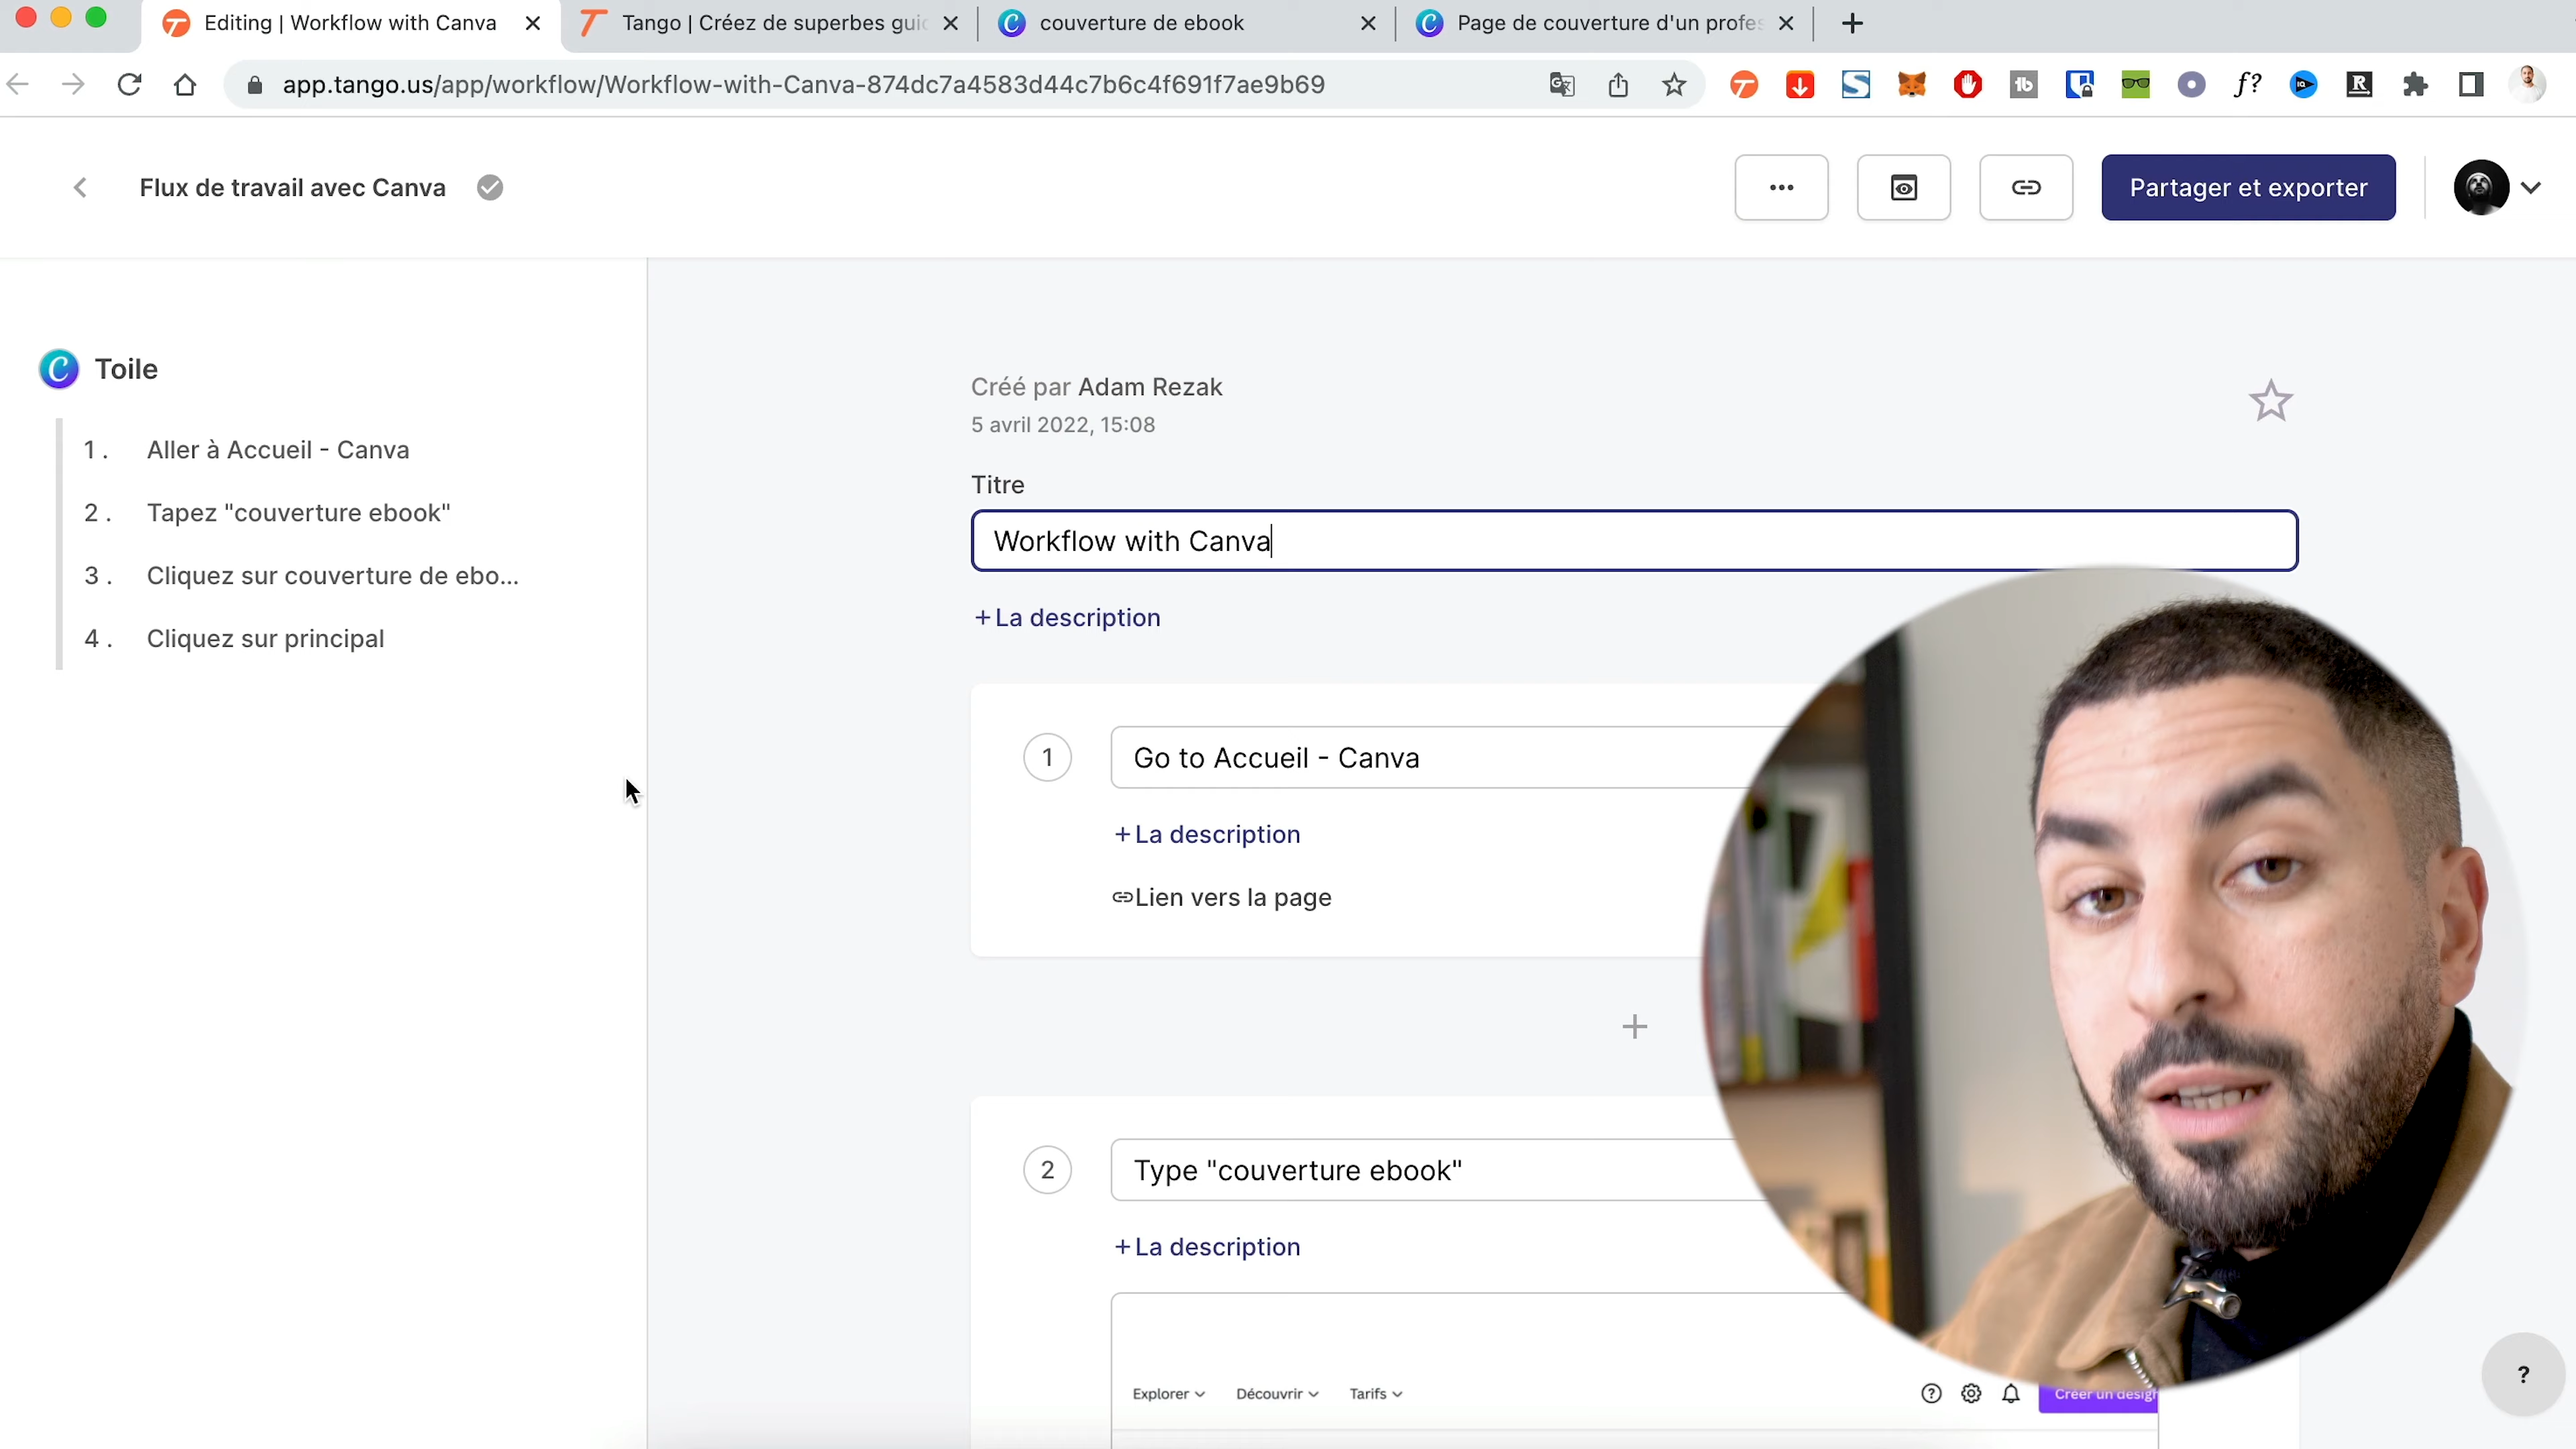 Editing | Workflow with Canva
Tango | Créez de superbes guid
couverture de ebook
Page de couverture d'un profes
app.tango.us/app/workflow/Workflow-with-Canva-874dc7a4583d44c7b6c4f691f7ae9b69
Flux de travail avec Canva
Partager et exporter
Toile
1. Aller à Accueil - Canva
2. Tapez "couverture ebook"
3. Cliquez sur couverture de ebo...
4. Cliquez sur principal
Créé par Adam Rezak
5 avril 2022, 15:08
Titre
Workflow with Canva
+ La description
1 Go to Accueil - Canva
+ La description
Lien vers la page
2 Type "couverture ebook"
+ La description
Explorer Découvrir Tarifs
Créer un design
?